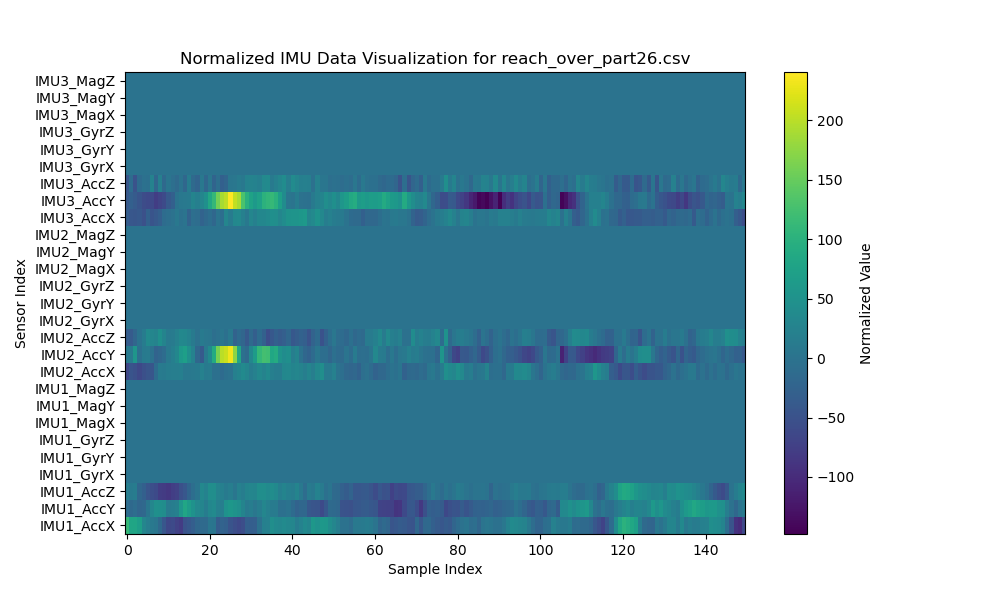 Normalized IMU Data Visualization for reach_over_part26.csv
Sensor Index
IMU3_MagZ
IMU3_MagY
IMU3_MagX
IMU3_GyrZ
IMU3_GyrY
IMU3_GyrX
IMU3_AccZ
IMU3_AccY
IMU3_AccX
IMU2_MagZ
IMU2_MagY
IMU2_MagX
IMU2_GyrZ
IMU2_GyrY
IMU2_GyrX
IMU2_AccZ
IMU2_AccY
IMU2_AccX
IMU1_MagZ
IMU1_MagY
IMU1_MagX
IMU1_GyrZ
IMU1_GyrY
IMU1_GyrX
IMU1_AccZ
IMU1_AccY
IMU1_AccX
0 20 40 60 80 100 120 140
Sample Index
200
150
100
50
0
−50
−100
Normalized Value